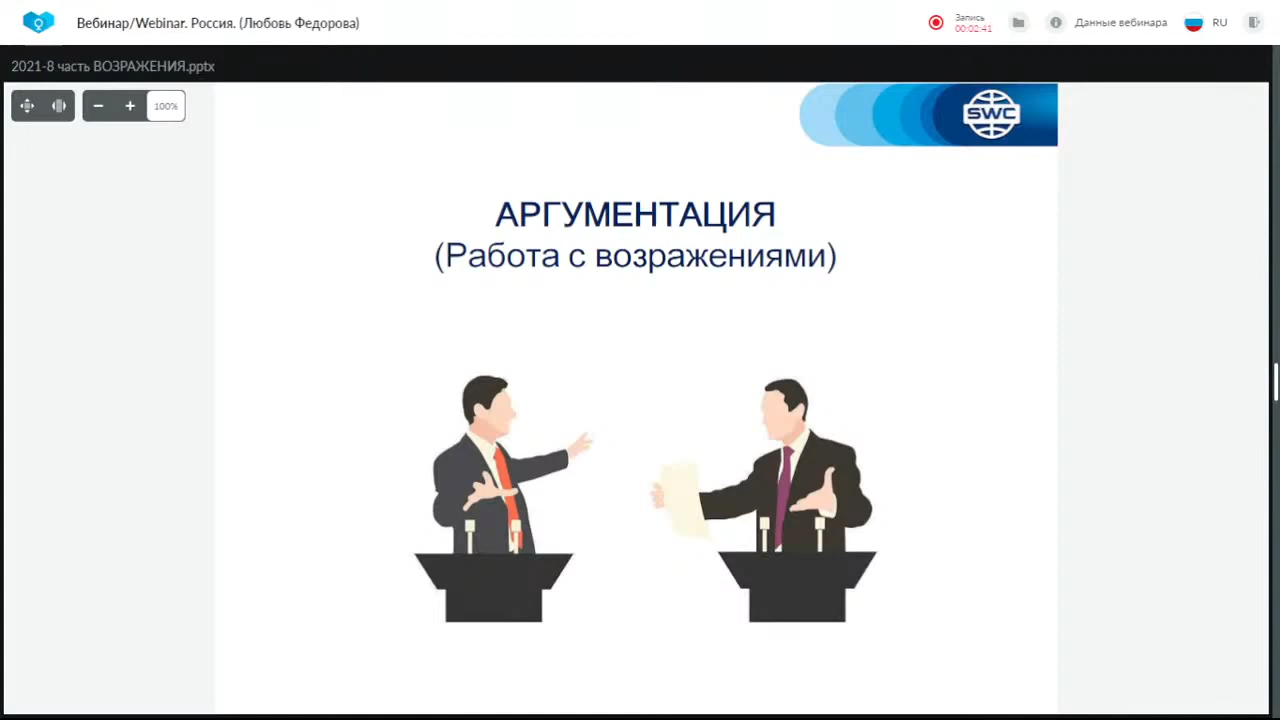 Вебинар/Webinar. Россия. (Любовь Федорова)
Запись
00:02:41
Данные вебинара
RU
2021-8 часть ВОЗРАЖЕНИЯ.pptx
100%
SWC
АРГУМЕНТАЦИЯ
(Работа с возражениями)